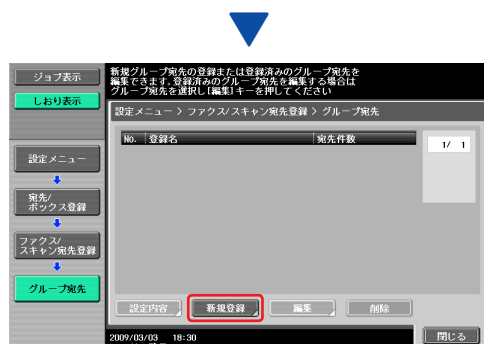 ジョブ表示
しおり表示
新規グループ宛先の登録または登録済みのグループ宛先を
編集できます。登録済みのグループ宛先を編集する場合は
グループ宛先を選択し[編集]キーを押してください
設定メニュー > ファクス/スキャン宛先登録 > グループ宛先
No. 登録名 宛先件数
1/ 1
設定メニュー
宛先/
ボックス登録
ファクス/
スキャン宛先登録
グループ宛先
設定内容 新規登録 編集 削除
2009/03/03 18:30
閉じる